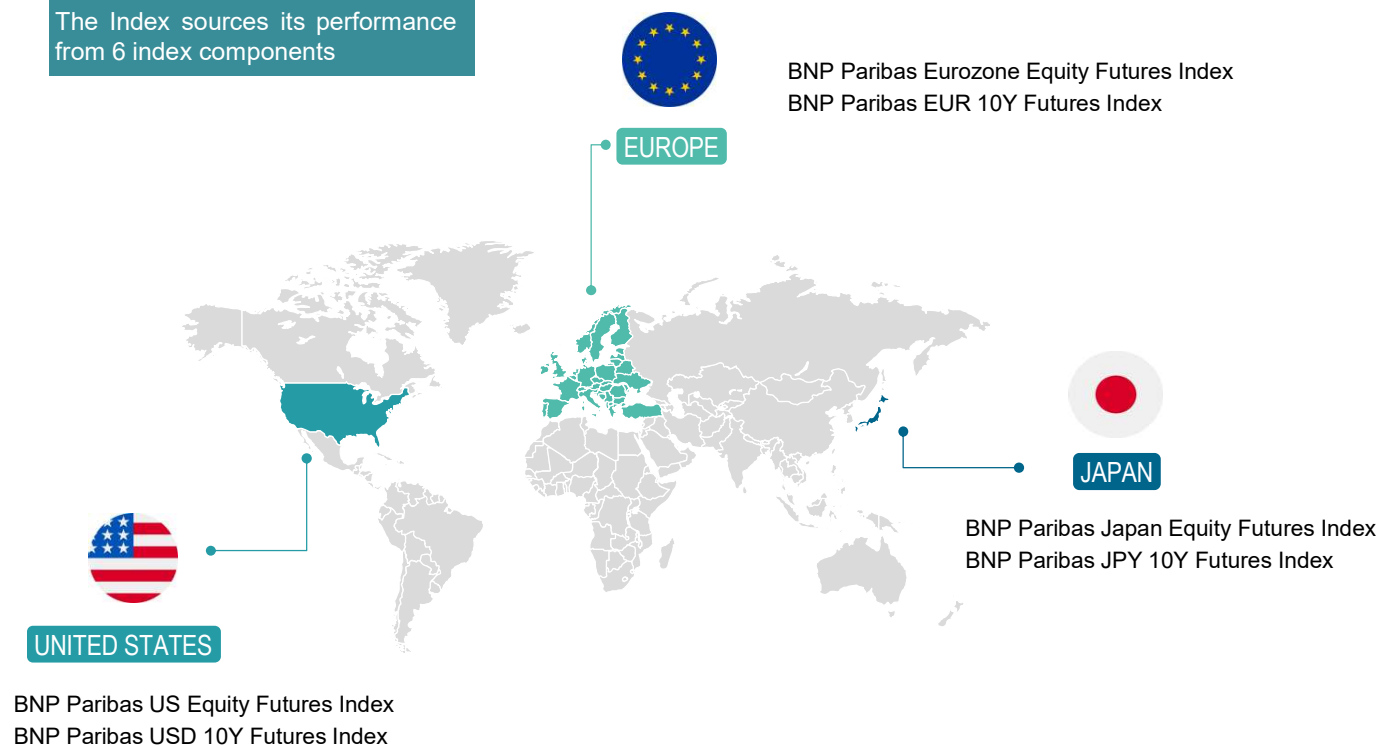 The Index sources its performance
from 6 index components
BNP Paribas Eurozone Equity Futures Index
BNP Paribas EUR 10Y Futures Index
EUROPE
JAPAN
BNP Paribas Japan Equity Futures Index
BNP Paribas JPY 10Y Futures Index
UNITED STATES
BNP Paribas US Equity Futures Index
BNP Paribas USD 10Y Futures Index